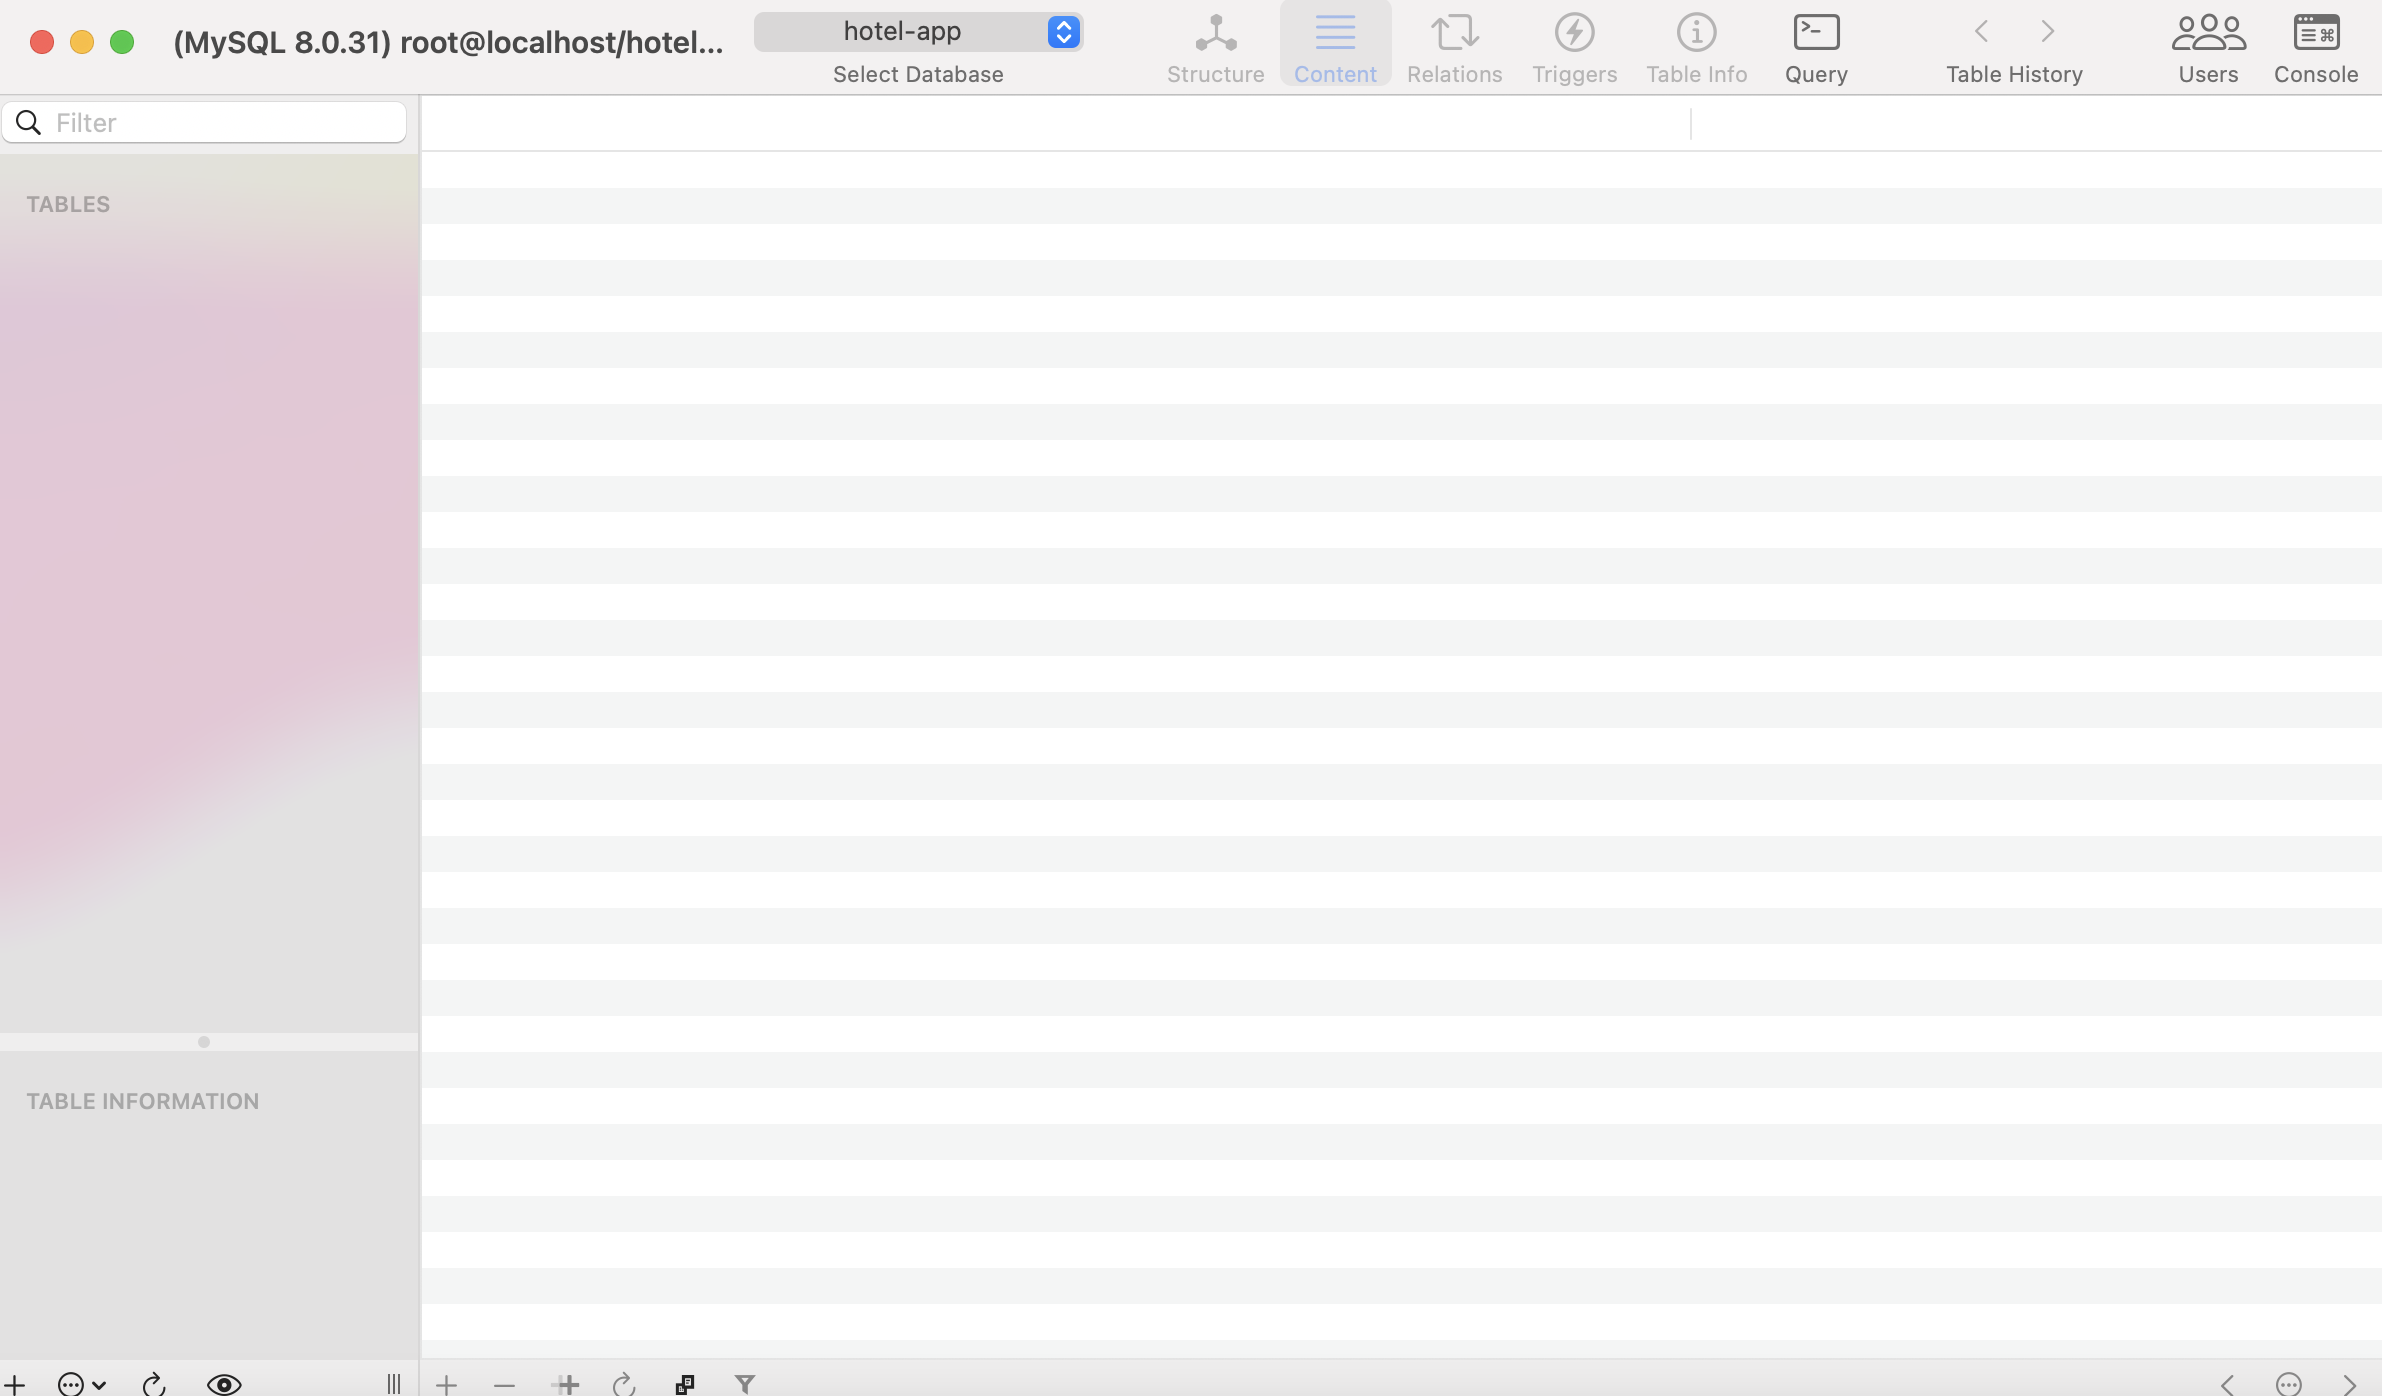 (MySQL 8.0.31) root@localhost/hotel...
hotel-app
Select Database
Structure
Content
Relations
Triggers
Table Info
Query
Table History
Users
Console
Filter
TABLES
TABLE INFORMATION